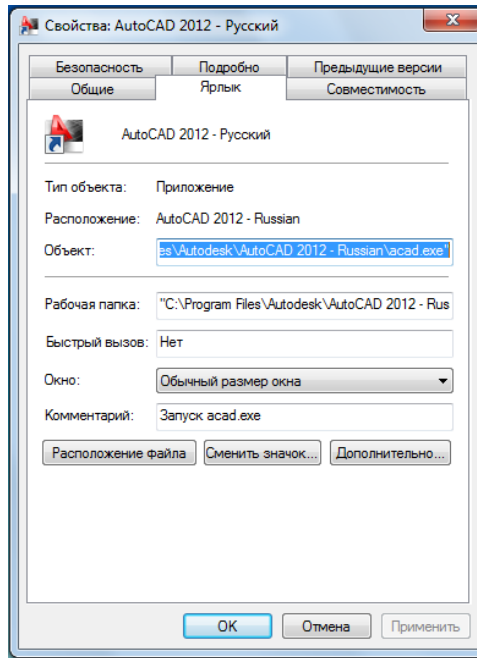 Свойства: AutoCAD 2012 - Русский
Безопасность Подробно Предыдущие версии
Общие Ярлык Совместимость
AutoCAD 2012 - Русский
Тип объекта: Приложение
Расположение: AutoCAD 2012 - Russian
Объект: es\Autodesk\AutoCAD 2012 - Russian\acad.exe"
Рабочая папка: "C:\Program Files\Autodesk\AutoCAD 2012 - Rus
Быстрый вызов: Нет
Окно: Обычный размер окна
Комментарий: Запуск acad.exe
Расположение файла Сменить значок... Дополнительно...
OK Отмена Применить